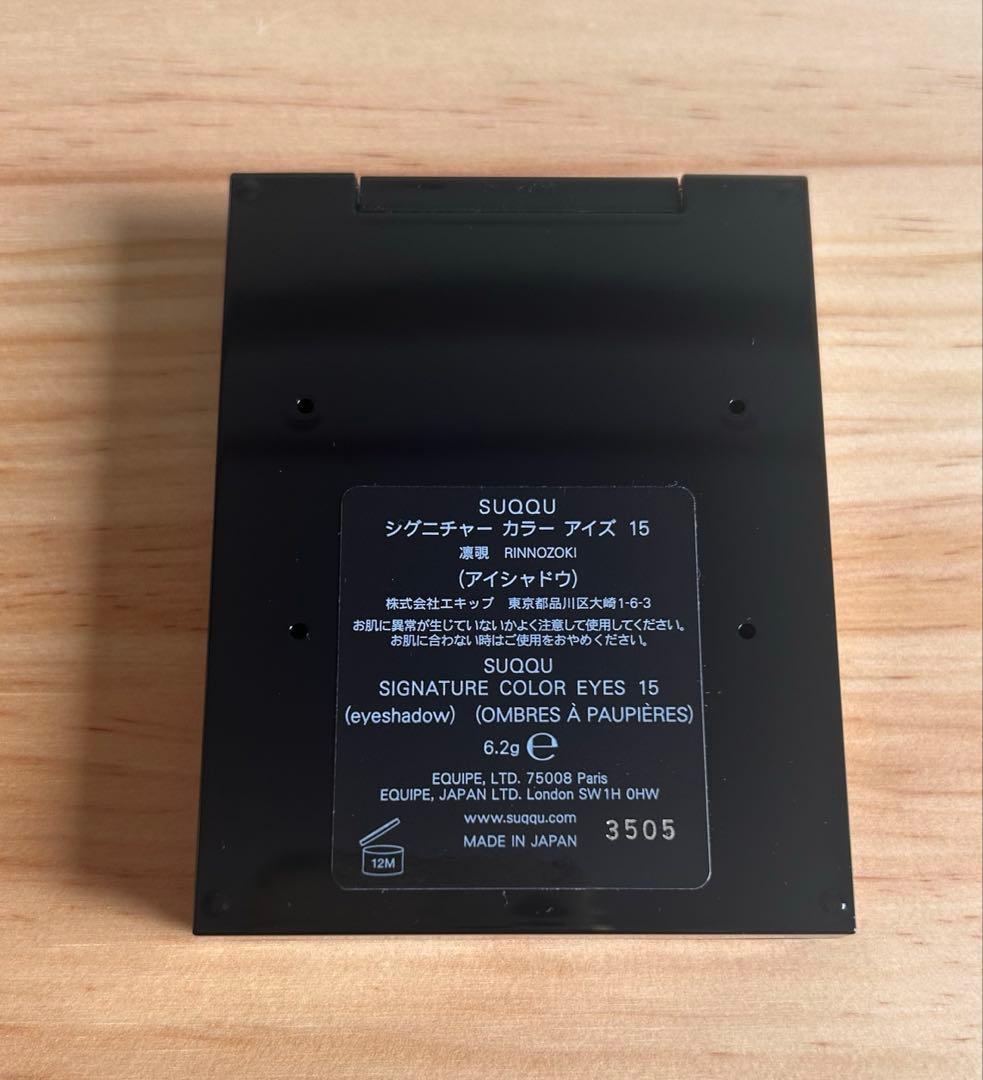 SUQQU
シグニチャー カラー アイズ 15
凛覗 RINNOZOKI
(アイシャドウ)
株式会社エキップ 東京都品川区大崎1-6-3
お肌に異常が生じていないかよく注意して使用してください。
お肌に合わない時はご使用をおやめください。
SUQQU
SIGNATURE COLOR EYES 15
(eyeshadow) (OMBRES À PAUPIÈRES)
6.2g ℮
EQUIPE, LTD. 75008 Paris
EQUIPE, JAPAN LTD. London SW1H 0HW
www.suqqu.com
MADE IN JAPAN
3505
12M